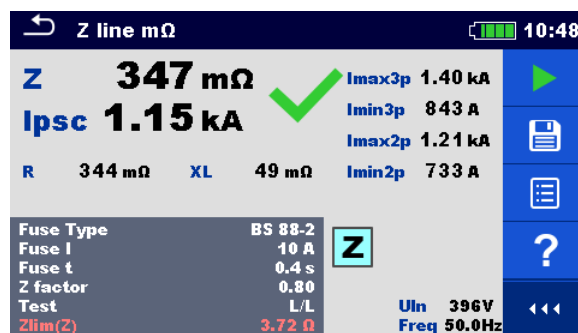 Z line mΩ 10:48
Z 347 mΩ
Ipsc 1.15 kA
R 344 mΩ XL 49 mΩ
Imax3p 1.40 kA
Imin3p 843 A
Imax2p 1.21 kA
Imin2p 733 A
Fuse Type BS 88-2
Fuse I 10 A
Fuse t 0.4 s
Z factor 0.80
Test L/L
Zlim(Z) 3.72 Ω
Z
Uln 396V
Freq 50.0Hz
?